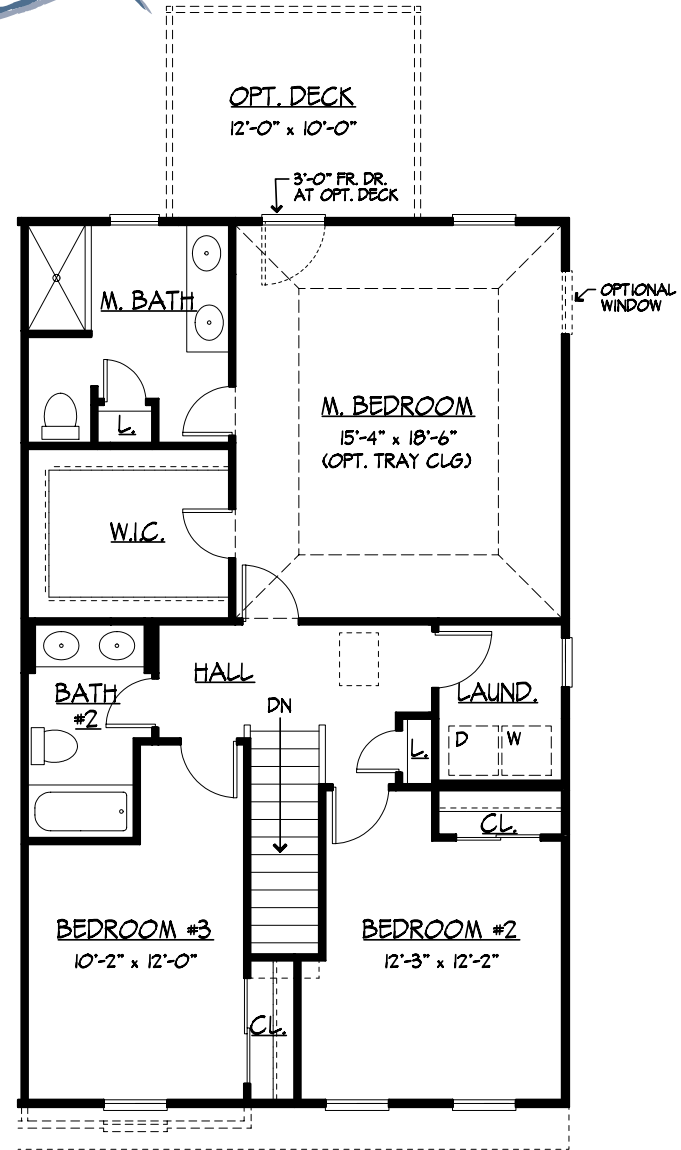 OPT. DECK
12'-0" x 10'-0"
3'-0" FR. DR.
AT OPT. DECK
OPTIONAL
WINDOW
M. BATH
L.
M. BEDROOM
15'-4" x 18'-6"
(OPT. TRAY CLG)
W.I.C.
HALL
BATH
#2
DN
LAUND.
L.
D
W
CL.
BEDROOM #3
10'-2" x 12'-0"
BEDROOM #2
12'-3" x 12'-2"
CL.